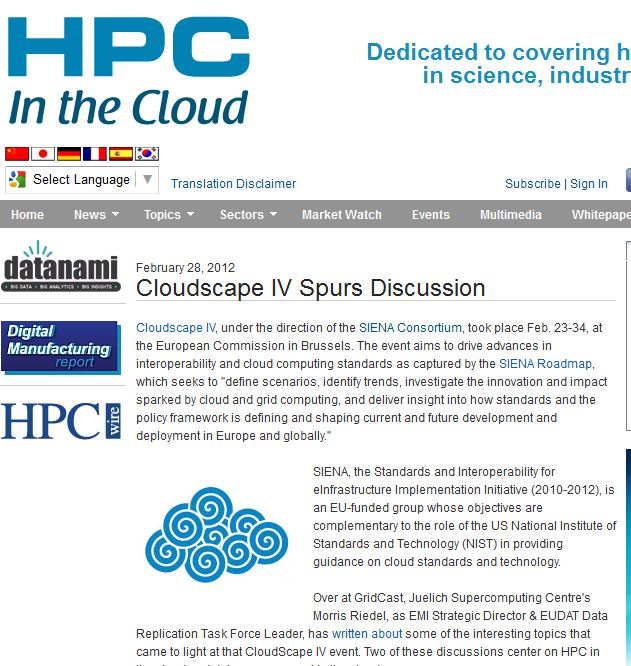 HPC
In the Cloud
Dedicated to covering h
in science, industr
Select Language ▼
Translation Disclaimer
Subscribe | Sign In
Home News Topics Sectors Market Watch Events Multimedia Whitepape
datanami
BIG DATA • BIG ANALYTICS • BIG INSIGHTS
Digital
Manufacturing
report
HPC wire
February 28, 2012
Cloudscape IV Spurs Discussion
Cloudscape IV, under the direction of the SIENA Consortium, took place Feb. 23-34, at
the European Commission in Brussels. The event aims to drive advances in
interoperability and cloud computing standards as captured by the SIENA Roadmap,
which seeks to "define scenarios, identify trends, investigate the innovation and impact
sparked by cloud and grid computing, and deliver insight into how standards and the
policy framework is defining and shaping current and future development and
deployment in Europe and globally."
SIENA, the Standards and Interoperability for
eInfrastructure Implementation Initiative (2010-2012), is
an EU-funded group whose objectives are
complementary to the role of the US National Institute of
Standards and Technology (NIST) in providing
guidance on cloud standards and technology.
Over at GridCast, Juelich Supercomputing Centre's
Morris Riedel, as EMI Strategic Director & EUDAT Data
Replication Task Force Leader, has written about some of the interesting topics that
came to light at that CloudScape IV event. Two of these discussions center on HPC in